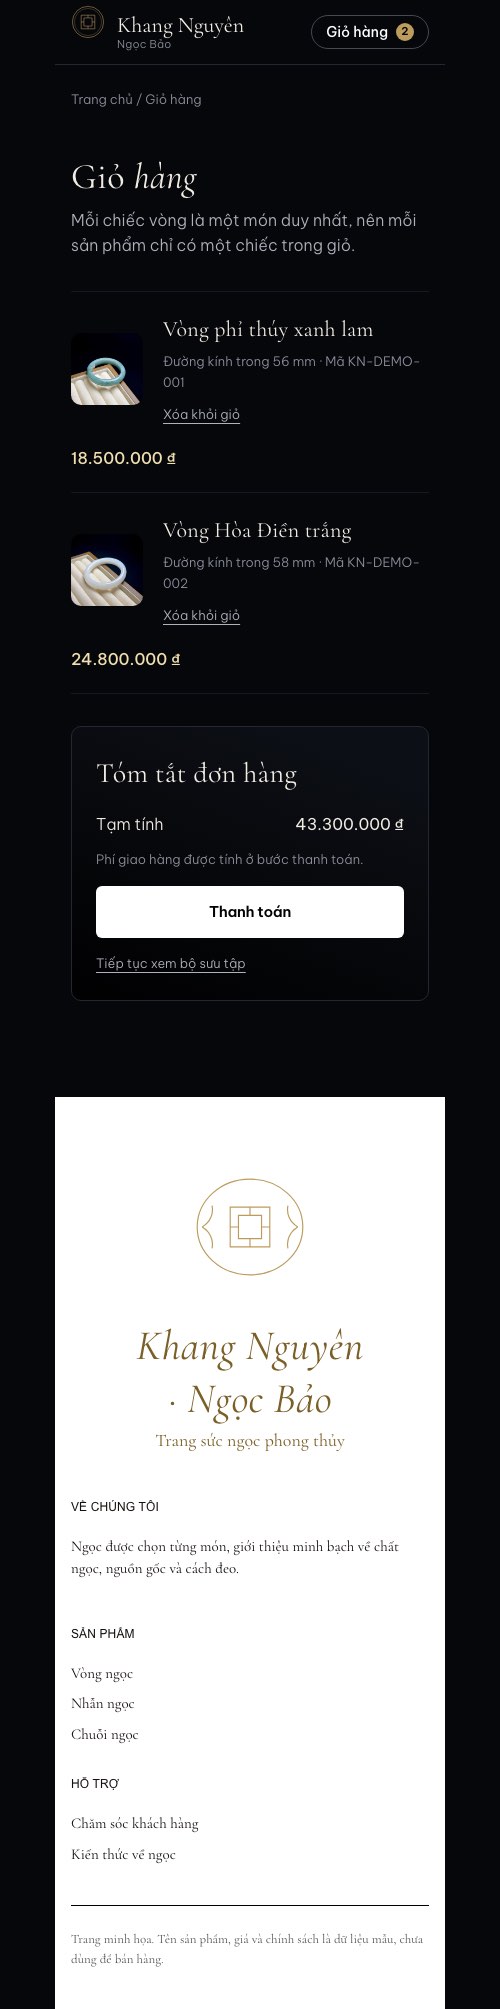 Khang Nguyên
Ngọc Bảo
Giỏ hàng 2
Trang chủ / Giỏ hàng
Giỏ hàng
Mỗi chiếc vòng là một món duy nhất, nên mỗi
sản phẩm chỉ có một chiếc trong giỏ.
Vòng phỉ thúy xanh lam
Đường kính trong 56 mm · Mã KN-DEMO-
001
Xóa khỏi giỏ
18.500.000 ₫
Vòng Hòa Điền trắng
Đường kính trong 58 mm · Mã KN-DEMO-
002
Xóa khỏi giỏ
24.800.000 ₫
Tóm tắt đơn hàng
Tạm tính 43.300.000 ₫
Phí giao hàng được tính ở bước thanh toán.
Thanh toán
Tiếp tục xem bộ sưu tập
Khang Nguyên
· Ngọc Bảo
Trang sức ngọc phong thủy
VỀ CHÚNG TÔI
Ngọc được chọn từng món, giới thiệu minh bạch về chất
ngọc, nguồn gốc và cách đeo.
SẢN PHẨM
Vòng ngọc
Nhẫn ngọc
Chuỗi ngọc
HỖ TRỢ
Chăm sóc khách hàng
Kiến thức về ngọc
Trang minh họa. Tên sản phẩm, giá và chính sách là dữ liệu mẫu, chưa
dùng để bán hàng.